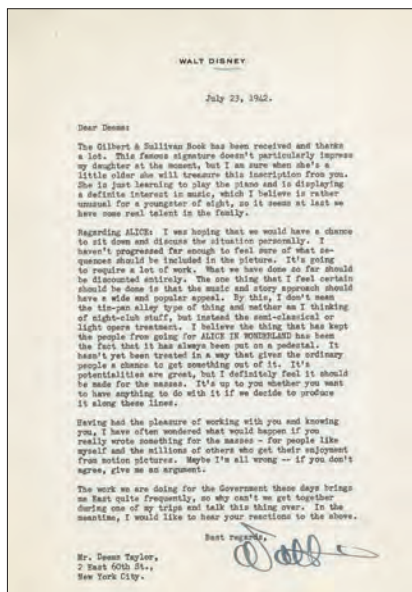 WALT DISNEY
July 23, 1942.
Dear Deems:
The Gilbert & Sullivan Book has been received and thanks
a lot. This famous signature doesn't particularly impress
my daughter at the moment, but I am sure when she's a
little older she will treasure this inscription from you.
She is just learning to play the piano and is displaying
a definite interest in music, which I believe is rather
unusual for a youngster of eight, so it seems at last we
have some real talent in the family.
Regarding ALICE: I was hoping that we would have a chance
to sit down and discuss the situation personally. I
haven't progressed far enough to feel sure of what se-
quences should be included in the picture. It's going
to require a lot of work. What we have done so far should
be discounted entirely. The one thing that I feel certain
should be done is that the music and story approach should
have a wide and popular appeal. By this, I don't mean
the tin-pan alley type of thing and neither am I thinking
of night-club stuff, but instead the semi-classical or
light opera treatment. I believe the thing that has kept
the people from going for ALICE IN WONDERLAND has been
the fact that it has always been put on a pedestal. It
hasn't yet been treated in a way that gives the ordinary
people a chance to get something out of it. It's
potentialities are great, but I definitely feel it should
be made for the masses. It's up to you whether you want
to have anything to do with it if we decide to produce
it along these lines.
Having had the pleasure of working with you and knowing
you, I have often wondered what would happen if you
really wrote something for the masses - for people like
myself and the millions of others who get their enjoyment
from motion pictures. Maybe I'm all wrong -- if you don't
agree, give me an argument.
The work we are doing for the Government these days brings
me East quite frequently, so why can't we get together
during one of my trips and talk this thing over. In the
meantime, I would like to hear your reactions to the above.
Best regards,
Walt
Mr. Deems Taylor,
2 East 60th St.,
New York City.